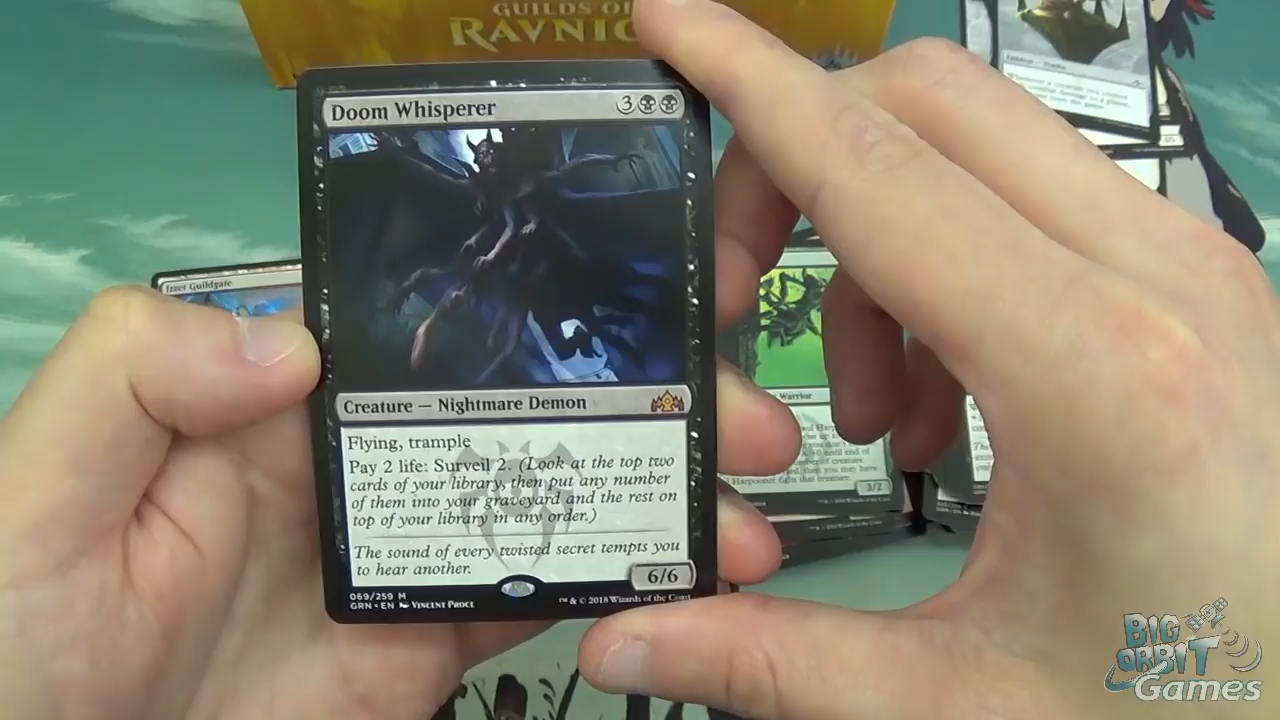 GUILDS OF
RAVNIC
Doom Whisperer
3
Izzet Guildgate
Creature — Nightmare Demon
Warrior
Flying, trample
Pay 2 life: Surveil 2. (Look at the top two
cards of your library, then put any number
of them into your graveyard and the rest on
top of your library in any order.)
The sound of every twisted secret tempts you
to hear another.
6/6
3/2
069/259 M
GRN • EN VINCENT PROCE
™ & © 2018 Wizards of the Coast
BIG
ORBIT
Games